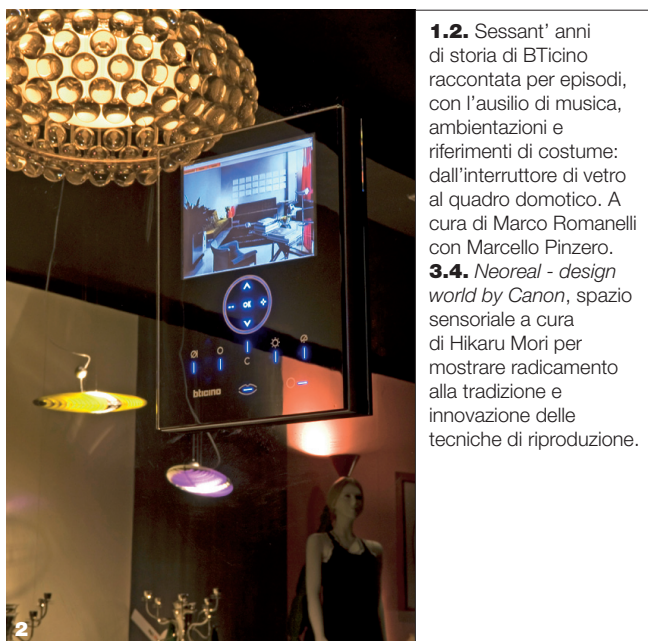 1.2. Sessant' anni
di storia di BTicino
raccontata per episodi,
con l'ausilio di musica,
ambientazioni e
riferimenti di costume:
dall'interruttore di vetro
al quadro domotico. A
cura di Marco Romanelli
con Marcello Pinzero.
3.4. Neoreal - design
world by Canon, spazio
sensoriale a cura
di Hikaru Mori per
mostrare radicamento
alla tradizione e
innovazione delle
tecniche di riproduzione.
OK
C
bticino
2